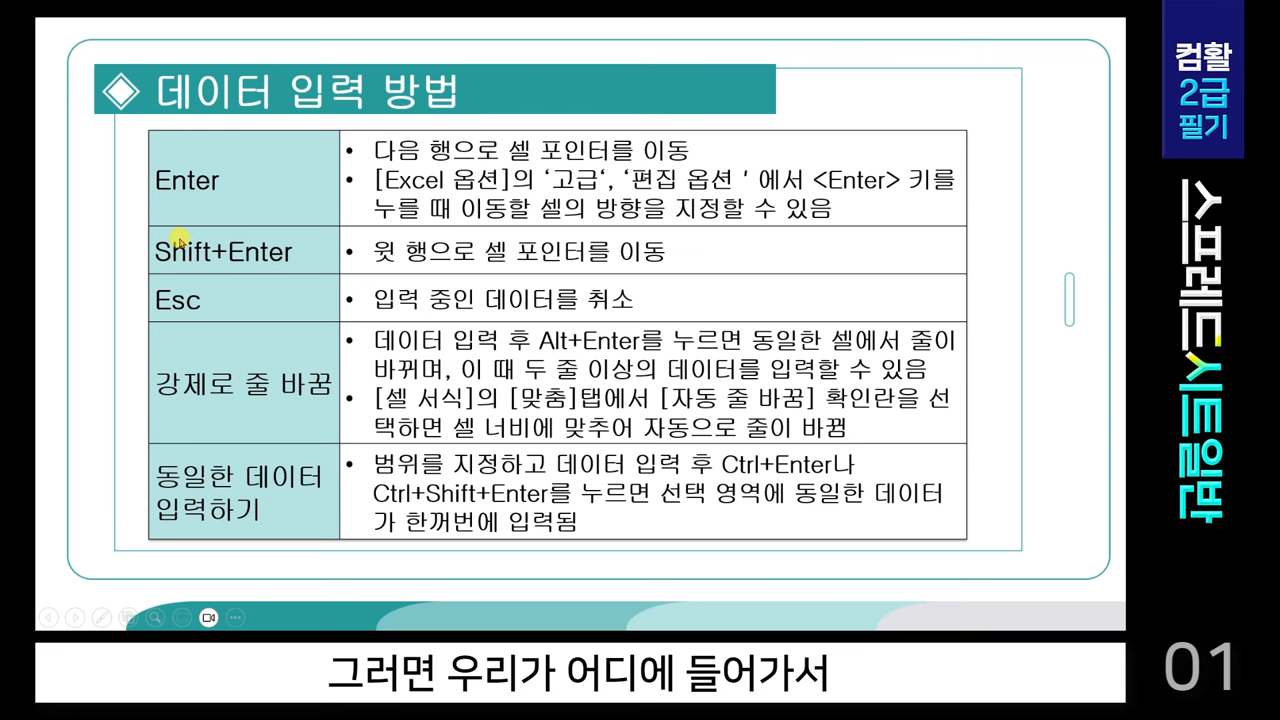 데이터 입력 방법
Enter
• 다음 행으로 셀 포인터를 이동
• [Excel 옵션]의 ‘고급‘, ‘편집 옵션 ' 에서 <Enter> 키를
누를 때 이동할 셀의 방향을 지정할 수 있음
Shift+Enter
• 윗 행으로 셀 포인터를 이동
Esc
• 입력 중인 데이터를 취소
강제로 줄 바꿈
• 데이터 입력 후 Alt+Enter를 누르면 동일한 셀에서 줄이
바뀌며, 이 때 두 줄 이상의 데이터를 입력할 수 있음
• [셀 서식]의 [맞춤]탭에서 [자동 줄 바꿈] 확인란을 선
택하면 셀 너비에 맞추어 자동으로 줄이 바뀜
동일한 데이터
입력하기
• 범위를 지정하고 데이터 입력 후 Ctrl+Enter나
Ctrl+Shift+Enter를 누르면 선택 영역에 동일한 데이터
가 한꺼번에 입력됨
그러면 우리가 어디에 들어가서
컴활
2급
필기
스프레드시트일반
01